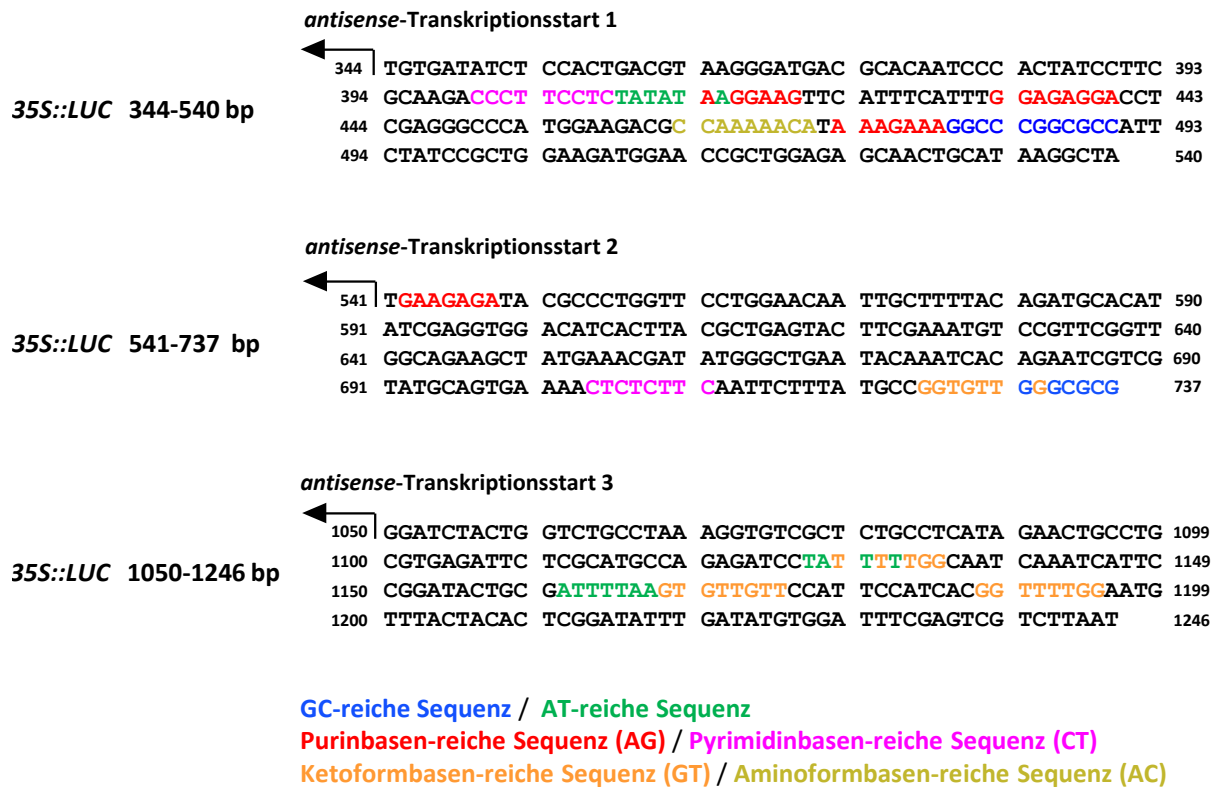 antisense-Transkriptionsstart 1
344 TGTGATATCT CCACTGACGT AAGGGATGAC GCACAATCCC ACTATCCTTC 393
35S::LUC 344-540 bp
394 GCAAGACCCT TCCTCTATAT AAGGAAGTTC ATTTCATTTG GAGAGGACCT 443
444 CGAGGGCCCA TGGAAGACGC CAAAAACATA AAGAAAGGCC CGGCGCCATT 493
494 CTATCCGCTG GAAGATGGAA CCGCTGGAGA GCAACTGCAT AAGGCTA 540
antisense-Transkriptionsstart 2
541 TGAAGAGATA CGCCCTGGTT CCTGGAACAA TTGCTTTTAC AGATGCACAT 590
591 ATCGAGGTGG ACATCACTTA CGCTGAGTAC TTCGAAATGT CCGTTCGGTT 640
35S::LUC 541-737 bp
641 GGCAGAAGCT ATGAAACGAT ATGGGCTGAA TACAAATCAC AGAATCGTCG 690
691 TATGCAGTGA AAACTCTCTTC AATTCTTTA TGCCGGTGTT GGGCGCG 737
antisense-Transkriptionsstart 3
1050 GGATCTACTG GTCTGCCTAA AGGTGTCGCT CTGCCTCATA GAACTGCCTG 1099
1100 CGTGAGATTC TCGCATGCCA GAGATCCTAT TTTTGGCAAT CAAATCATTC 1149
35S::LUC 1050-1246 bp
1150 CGGATACTGC GATTTTAAGT GTTGTTCCAT TCCATCACGG TTTTGGAATG 1199
1200 TTTACTACAC TCGGATATTT GATATGTGGA TTTCGAGTCG TCTTAAT 1246
GC-reiche Sequenz / AT-reiche Sequenz
Purinbasen-reiche Sequenz (AG) / Pyrimidinbasen-reiche Sequenz (CT)
Ketoformbasen-reiche Sequenz (GT) / Aminoformbasen-reiche Sequenz (AC)